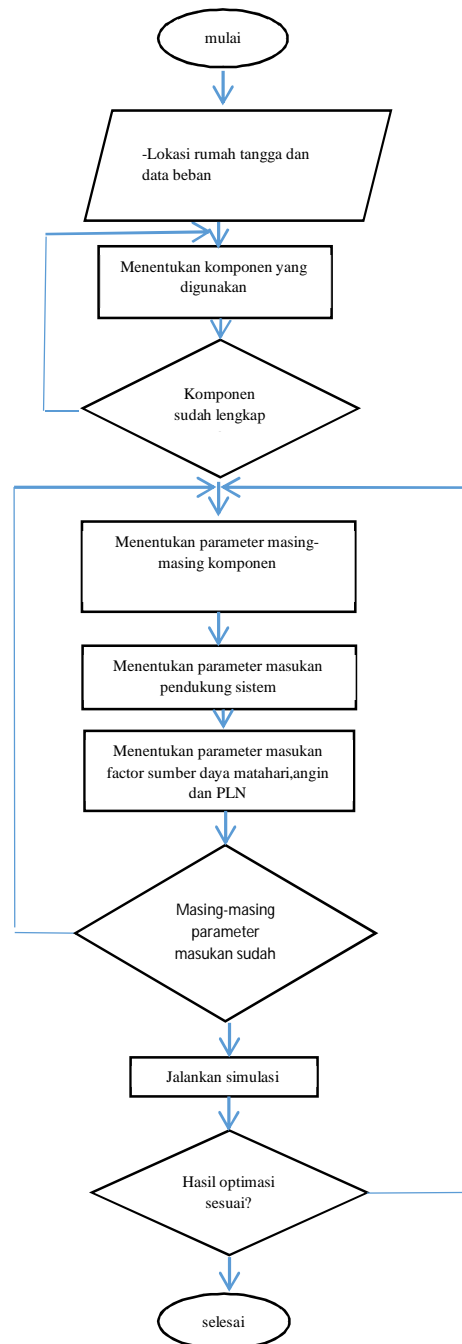 mulai
-Lokasi rumah tangga dan
data beban
Menentukan komponen yang
digunakan
Komponen
sudah lengkap
Menentukan parameter masing-
masing komponen
Menentukan parameter masukan
pendukung sistem
Menentukan parameter masukan
factor sumber daya matahari,angin
dan PLN
Masing-masing
parameter
masukan sudah
Jalankan simulasi
Hasil optimasi
sesuai?
selesai